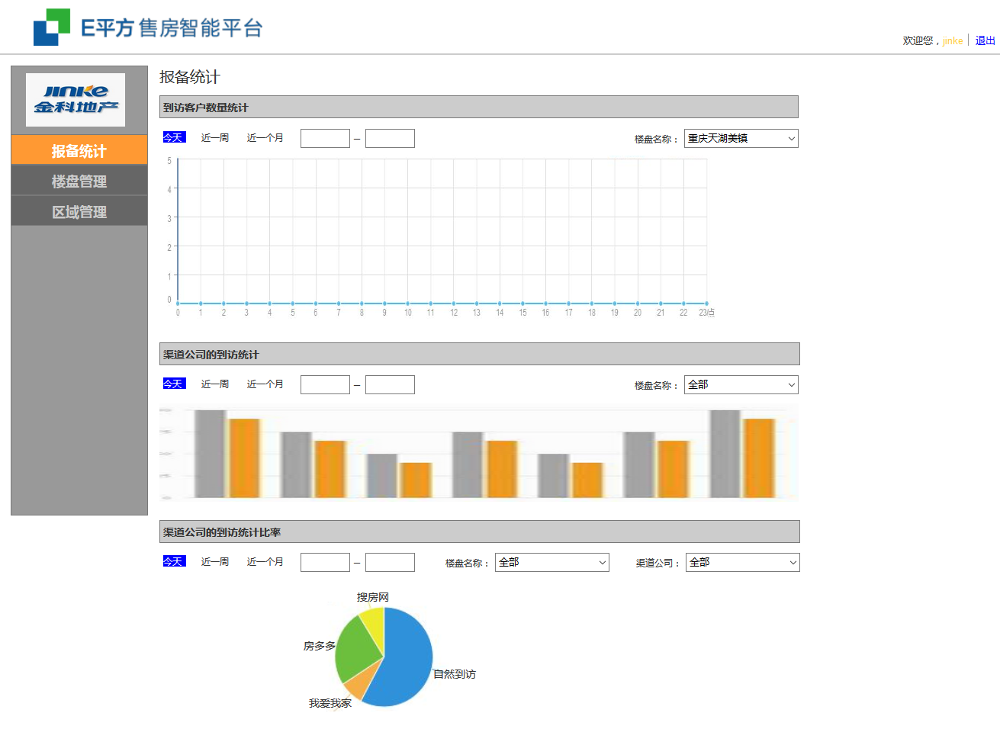 E平方 售房智能平台
欢迎您，jinke 退出
JINKE
金科地产
报备统计
楼盘管理
区域管理
报备统计
到访客户数量统计
今天 近一周 近一个月 – 楼盘名称： 重庆天湖美镇
5
4
3
2
1
0
0 1 2 3 4 5 6 7 8 9 10 11 12 13 14 15 16 17 18 19 20 21 22 23/点
渠道公司的到访统计
今天 近一周 近一个月 – 楼盘名称： 全部
渠道公司的到访统计比率
今天 近一周 近一个月 – 楼盘名称： 全部 渠道公司： 全部
搜房网
房多多
自然到访
我爱我家